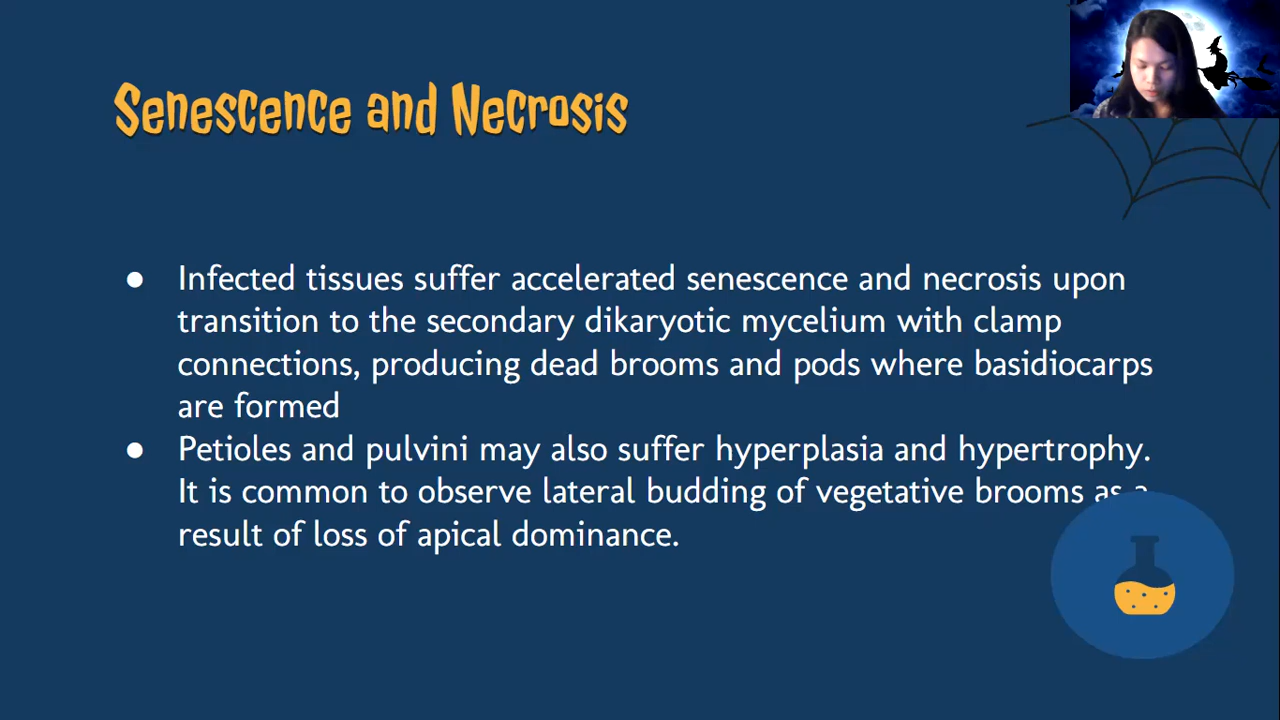 Senescence and Necrosis
● Infected tissues suffer accelerated senescence and necrosis upon
transition to the secondary dikaryotic mycelium with clamp
connections, producing dead brooms and pods where basidiocarps
are formed
● Petioles and pulvini may also suffer hyperplasia and hypertrophy.
It is common to observe lateral budding of vegetative brooms as a
result of loss of apical dominance.